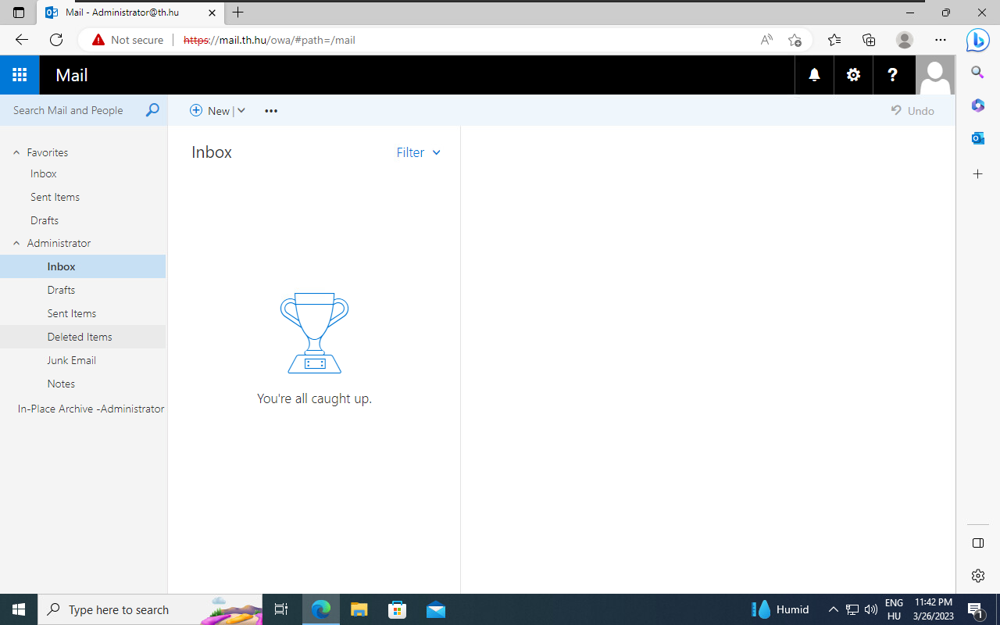 Mail - Administrator@th.hu
Not secure
https://mail.th.hu/owa/#path=/mail
Mail
?
Search Mail and People
New
Undo
Favorites
Inbox
Sent Items
Drafts
Administrator
Inbox
Drafts
Sent Items
Deleted Items
Junk Email
Notes
In-Place Archive -Administrator
Inbox
Filter
You're all caught up.
Type here to search
Humid
ENG
HU
11:42 PM
3/26/2023
1